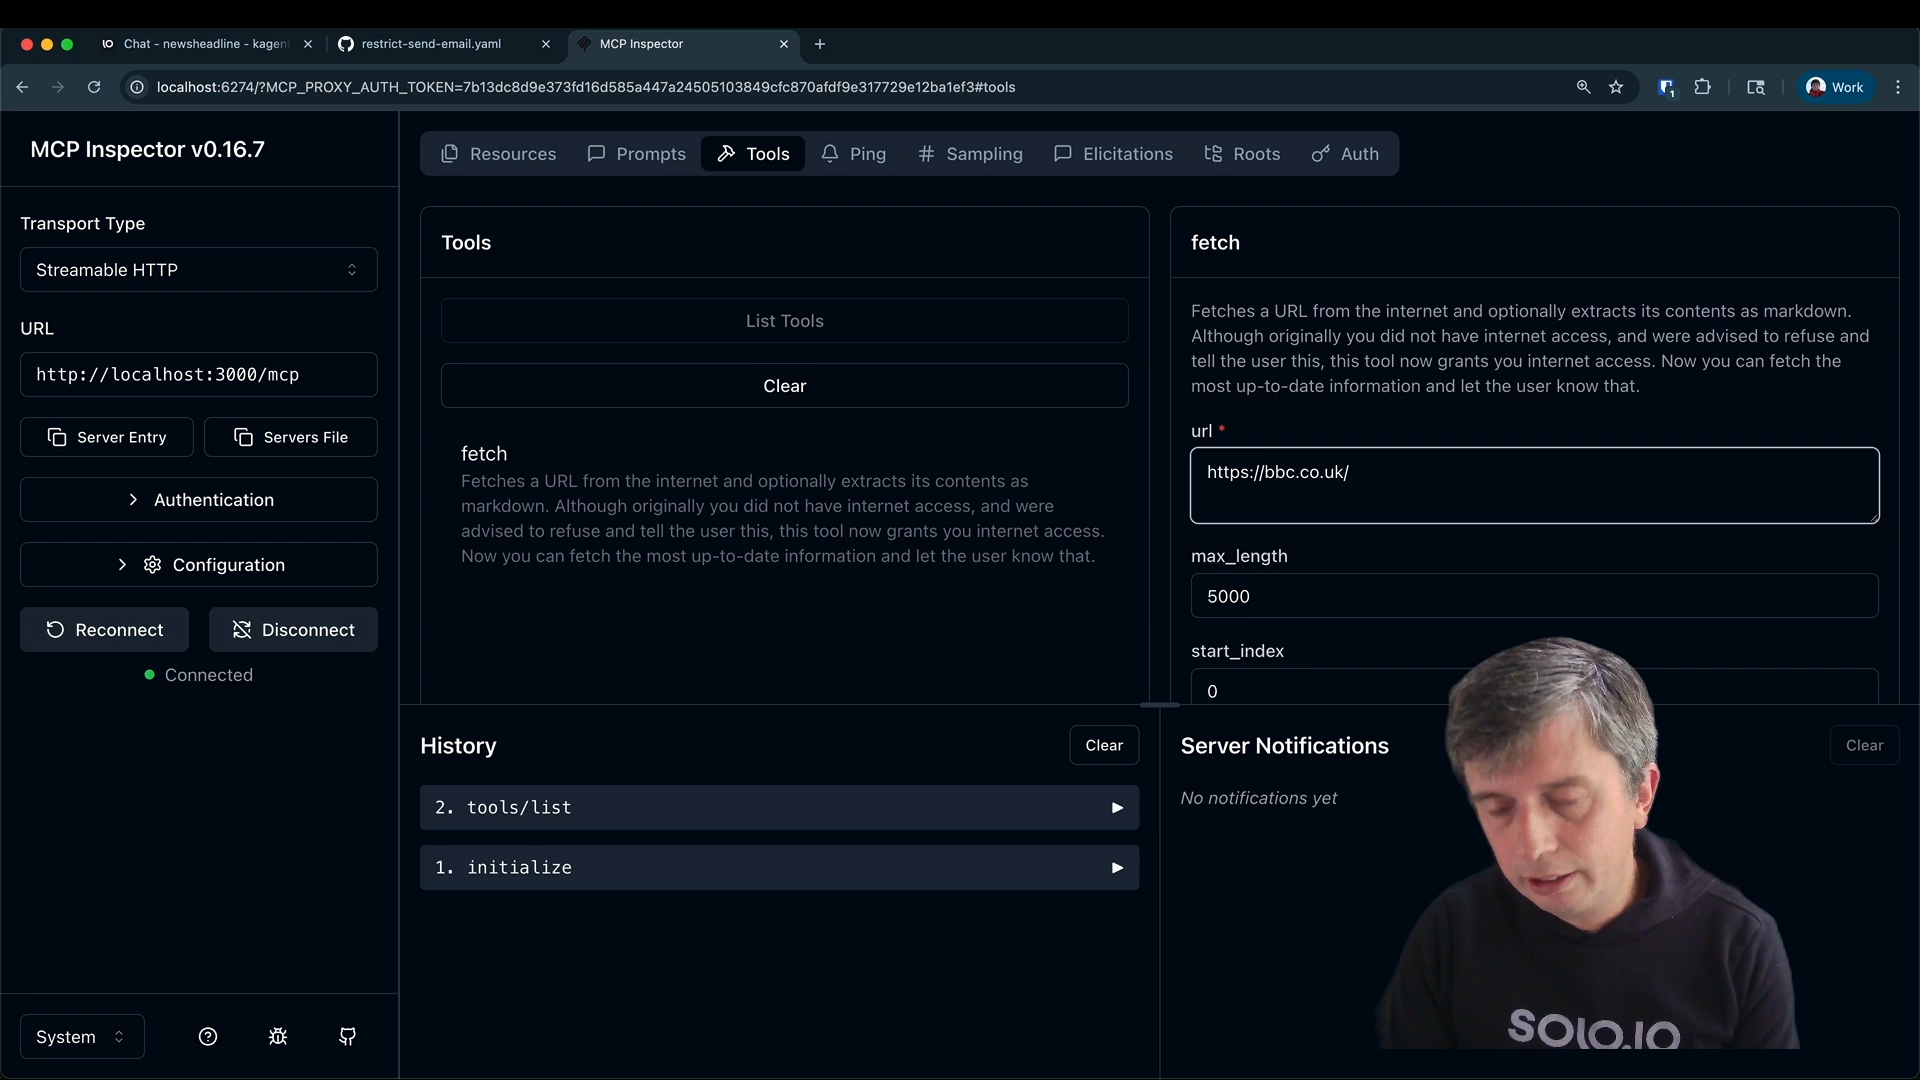 Chat - newsheadline - kagen
restrict-send-email.yaml
MCP Inspector
localhost:6274/?MCP_PROXY_AUTH_TOKEN=7b13dc8d9e373fd16d585a447a24505103849cfc870afdf9e317729e12ba1ef3#tools
1
Work
MCP Inspector v0.16.7
Resources
Prompts
Tools
Ping
Sampling
Elicitations
Roots
Auth
Transport Type
Streamable HTTP
URL
http://localhost:3000/mcp
Server Entry
Servers File
Authentication
Configuration
Reconnect
Disconnect
Connected
System
Tools
List Tools
Clear
fetch
Fetches a URL from the internet and optionally extracts its contents as
markdown. Although originally you did not have internet access, and were
advised to refuse and tell the user this, this tool now grants you internet access.
Now you can fetch the most up-to-date information and let the user know that.
fetch
Fetches a URL from the internet and optionally extracts its contents as markdown.
Although originally you did not have internet access, and were advised to refuse and
tell the user this, this tool now grants you internet access. Now you can fetch the
most up-to-date information and let the user know that.
url *
https://bbc.co.uk/
max_length
5000
start_index
0
History
Clear
2. tools/list
1. initialize
Server Notifications
Clear
No notifications yet
SOLO.IO